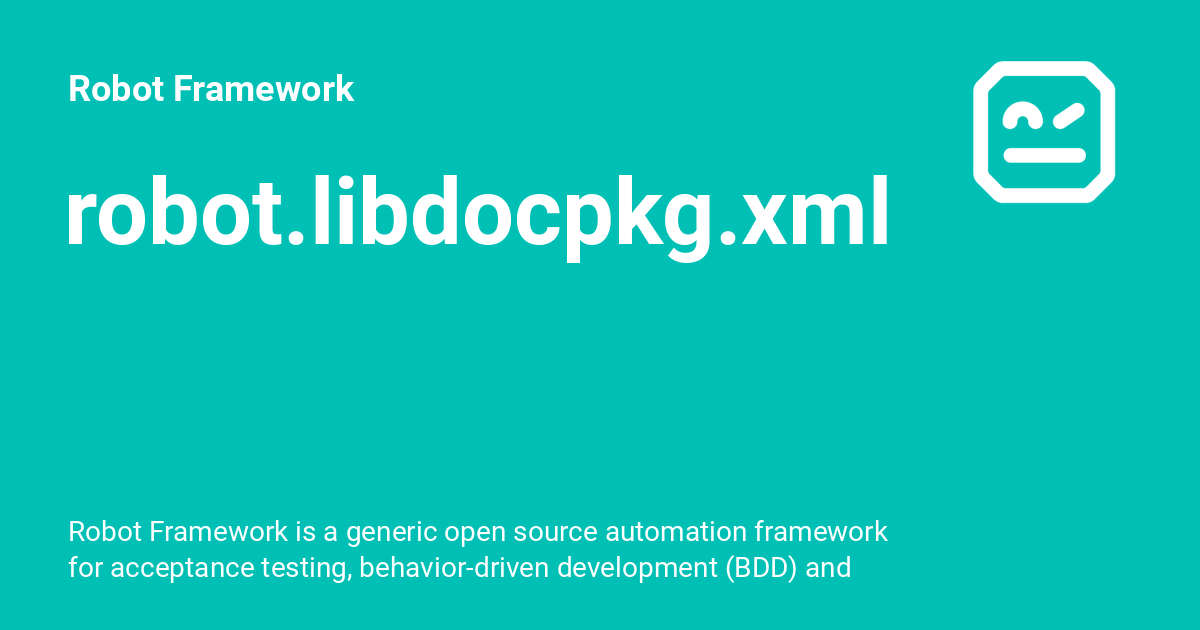 Robot Framework
robot.libdocpkg.xml
Robot Framework is a generic open source automation framework
for acceptance testing, behavior-driven development (BDD) and